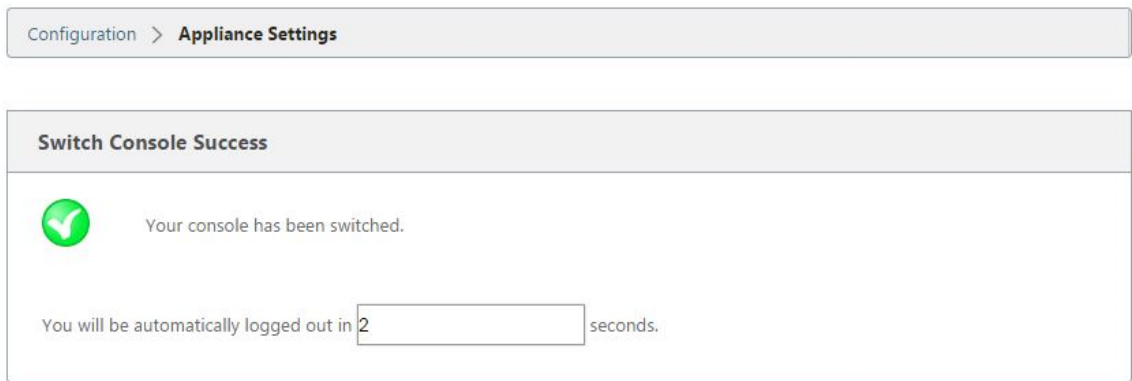 Configuration > Appliance Settings
Switch Console Success
Your console has been switched.
You will be automatically logged out in 2 seconds.